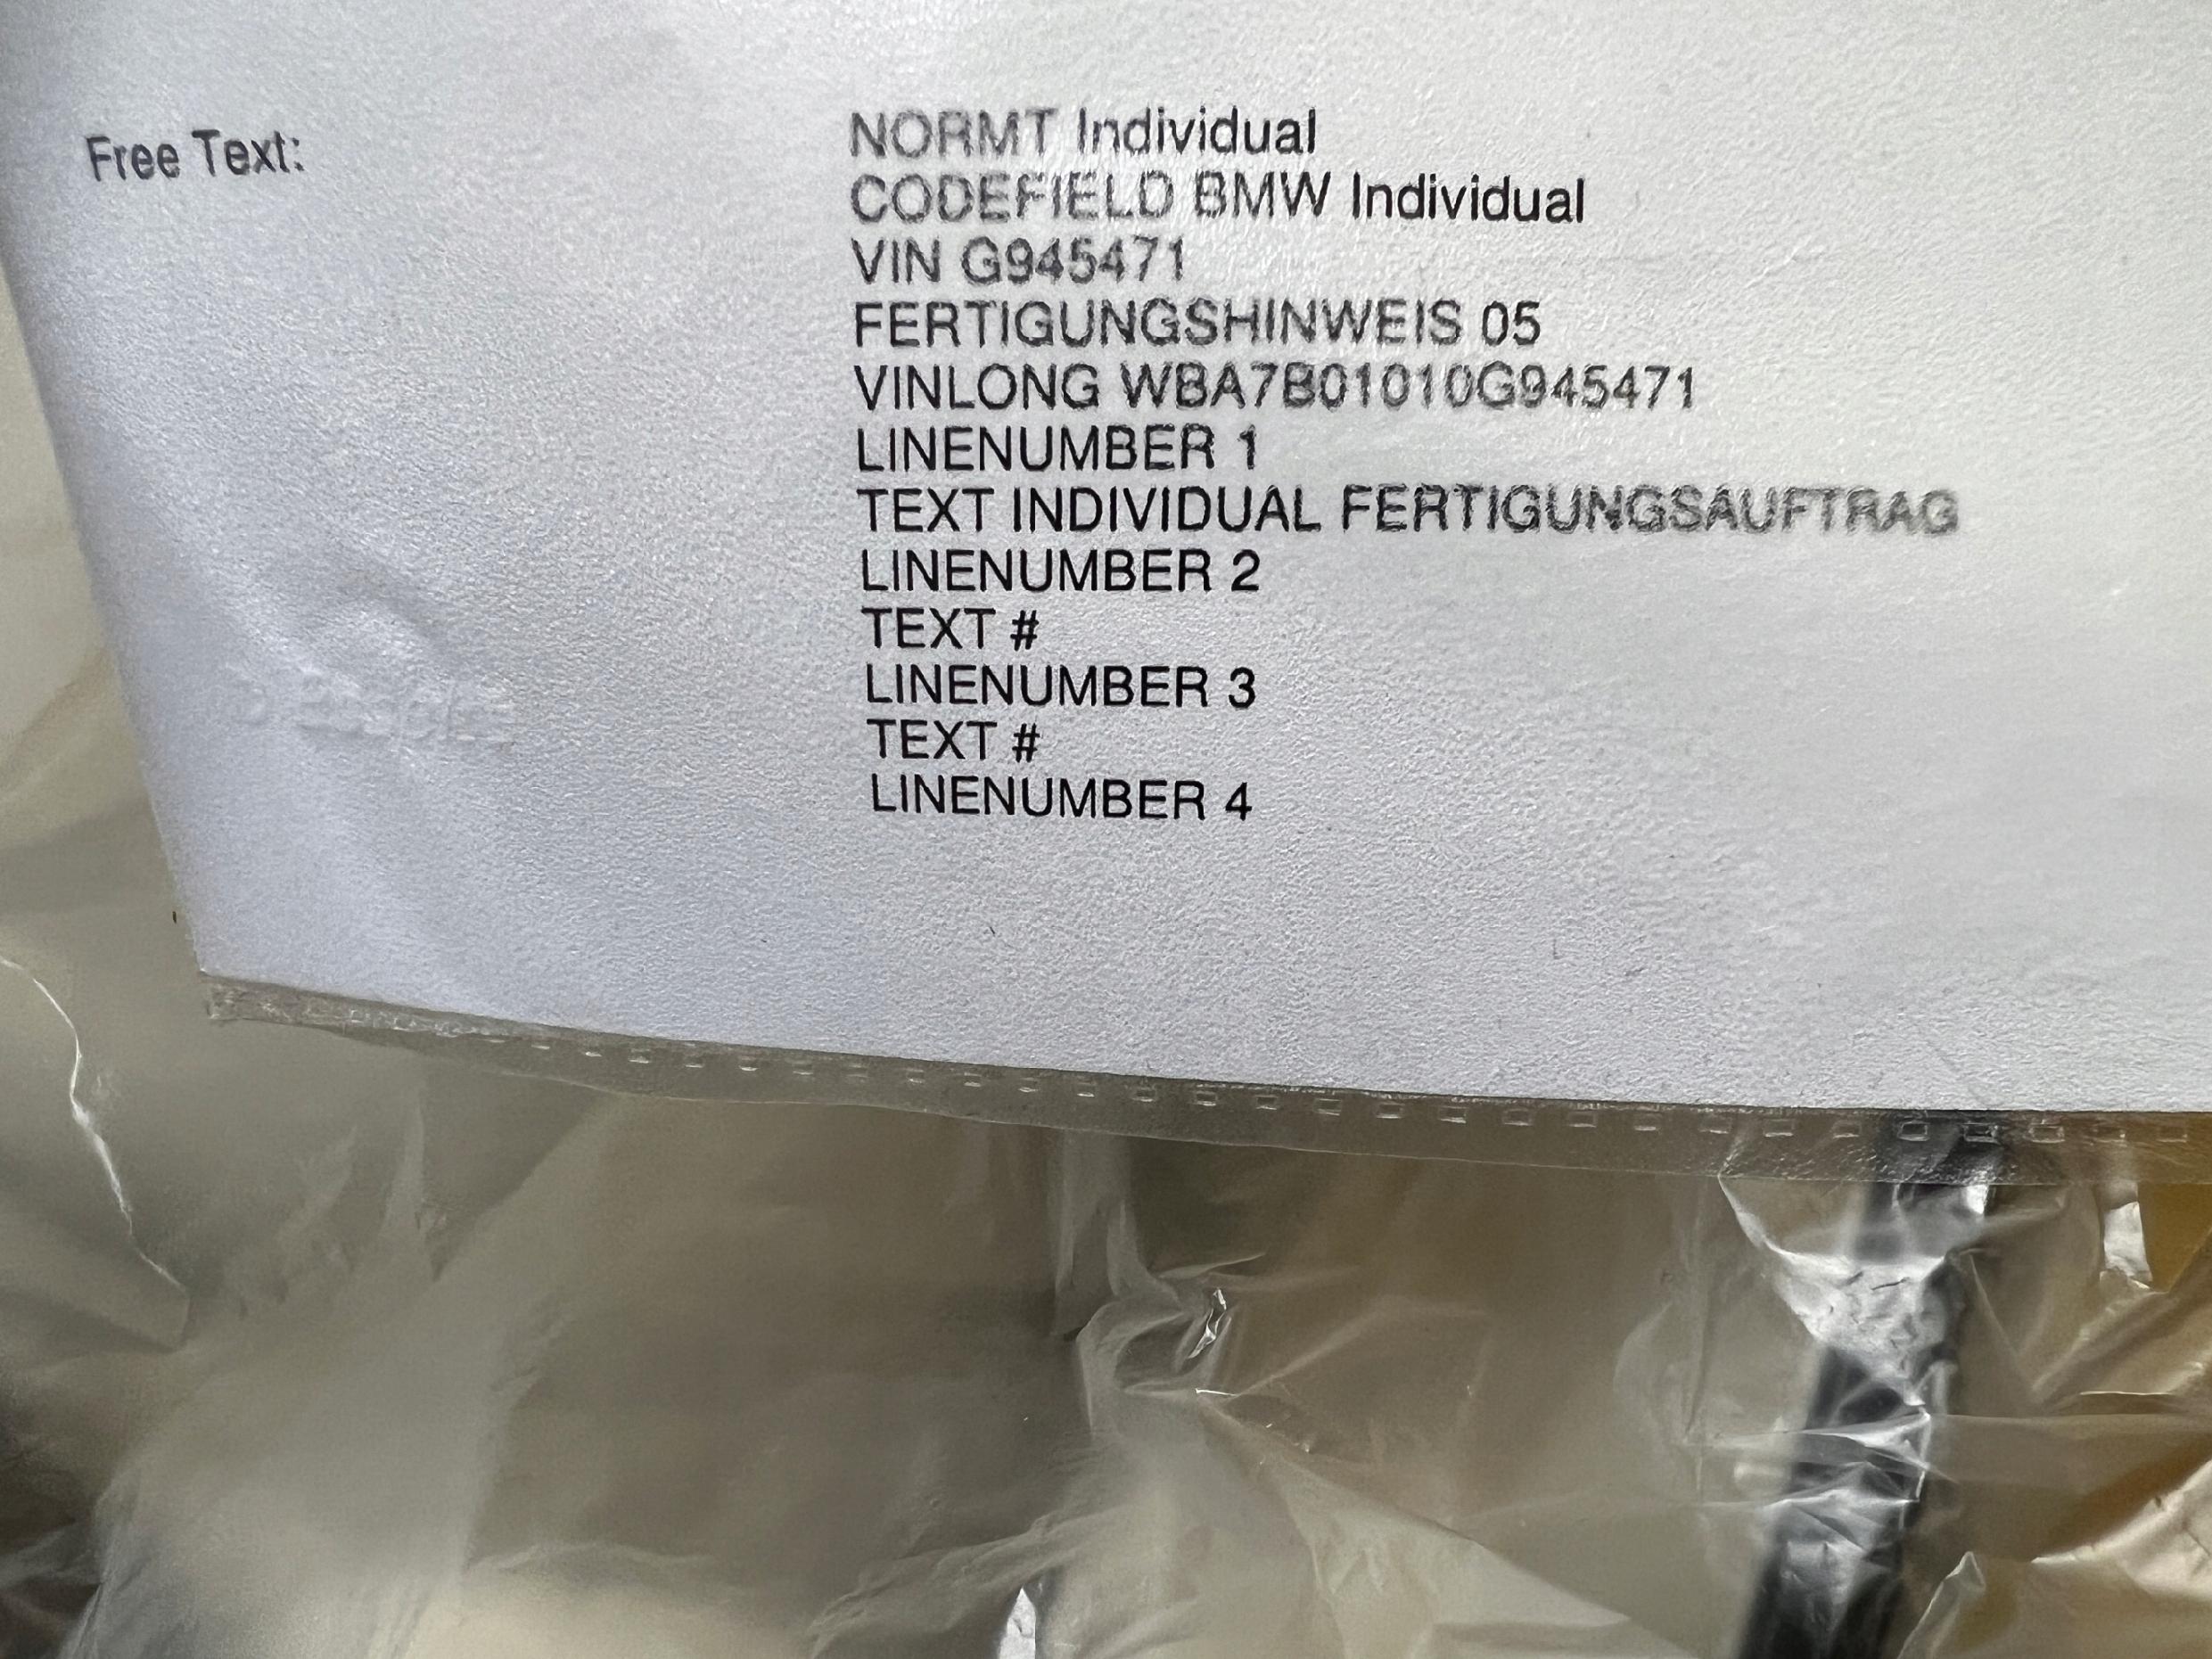 Free Text:
NORMT Individual
CODEFIELD BMW Individual
VIN G945471
FERTIGUNGSHINWEIS 05
VINLONG WBA7B01010G945471
LINENUMBER 1
TEXT INDIVIDUAL FERTIGUNGSAUFTRAG
LINENUMBER 2
TEXT #
LINENUMBER 3
TEXT #
LINENUMBER 4